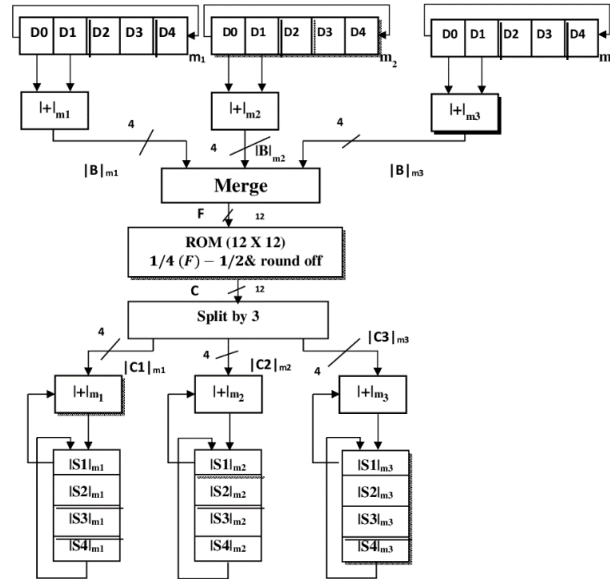 D0 D1 D2 D3 D4 m1
D0 D1 D2 D3 D4 m2
D0 D1 D2 D3 D4 m
|+|m1
|+|m2
|+|m3
4
4
4
|B|m1
|B|m2
|B|m3
Merge
F
12
ROM (12 X 12)
1/4 (F) − 1/2& round off
C
12
Split by 3
4
4
4
|C1|m1
|C2|m2
|C3|m3
|+|m1
|+|m2
|+|m3
|S1|m1
|S2|m1
|S3|m1
|S4|m1
|S1|m2
|S2|m2
|S3|m2
|S4|m2
|S1|m3
|S2|m3
|S3|m3
|S4|m3